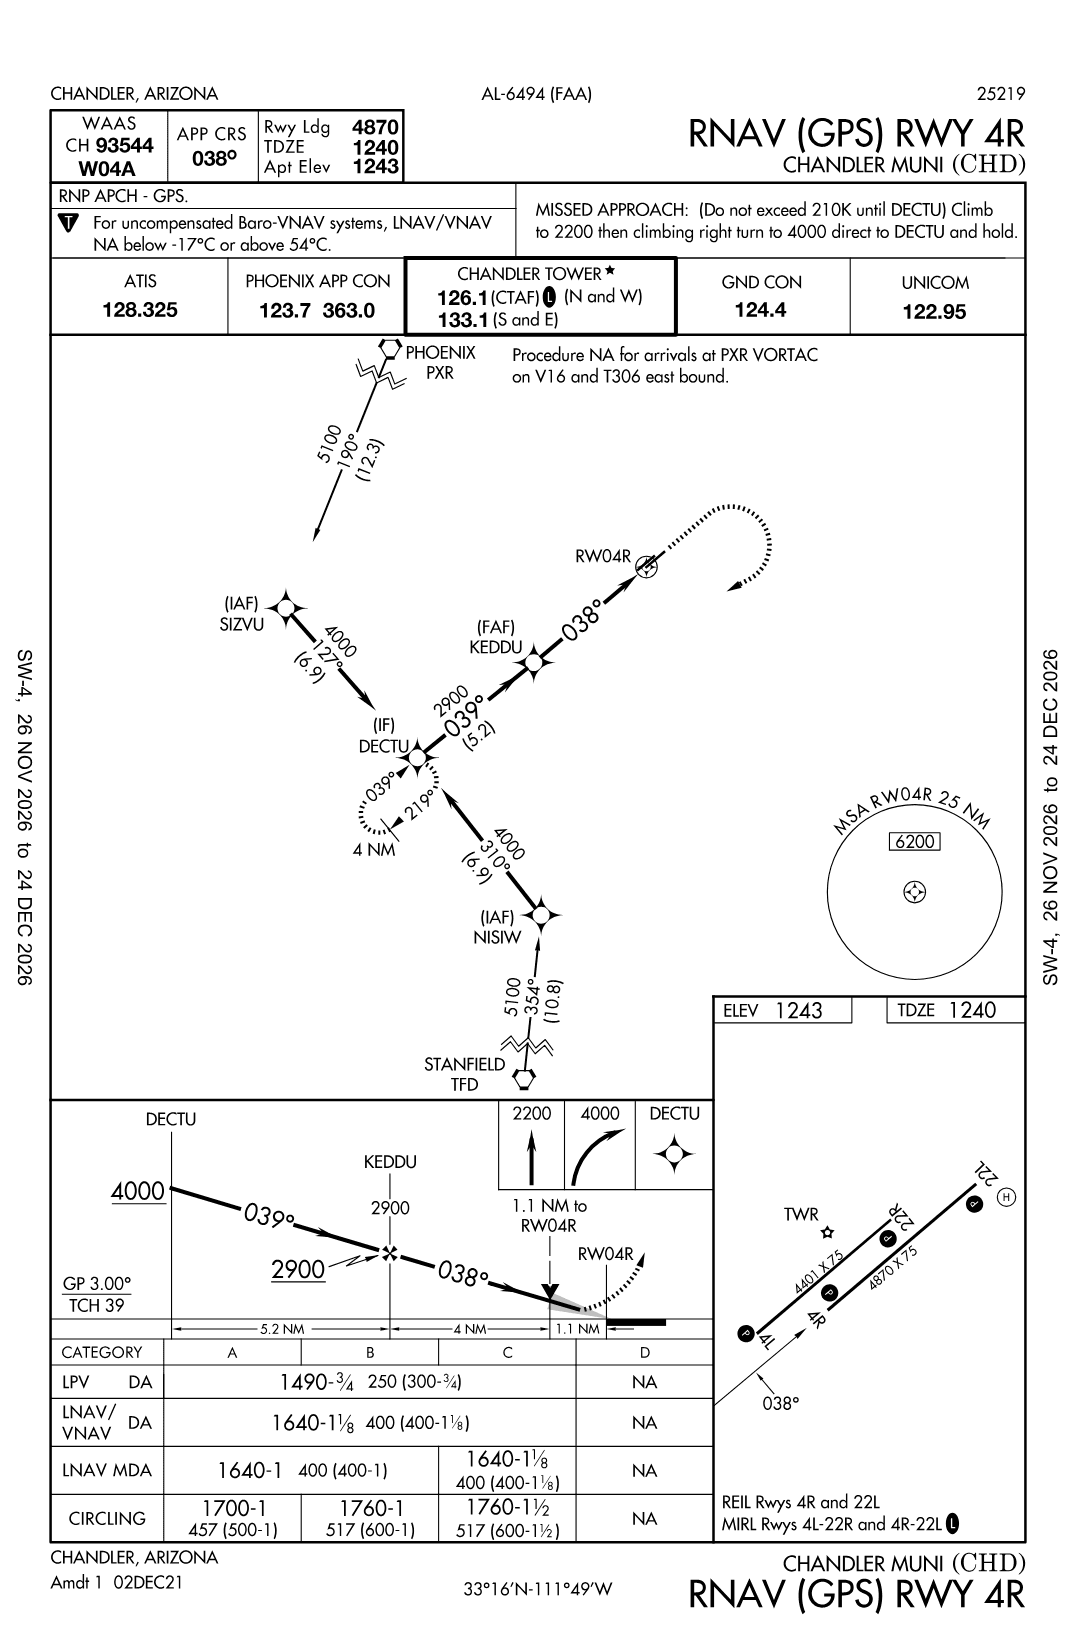 CHANDLER, ARIZONA
AL-6494 (FAA)
25219
WAAS
CH 93544
W04A
APP CRS
038°
Rwy Ldg 4870
TDZE 1240
Apt Elev 1243
RNAV (GPS) RWY 4R
CHANDLER MUNI (CHD)
RNP APCH - GPS.
T
For uncompensated Baro-VNAV systems, LNAV/VNAV
NA below -17°C or above 54°C.
MISSED APPROACH: (Do not exceed 210K until DECTU) Climb
to 2200 then climbing right turn to 4000 direct to DECTU and hold.
ATIS
128.325
PHOENIX APP CON
123.7 363.0
CHANDLER TOWER★
126.1 (CTAF) L (N and W)
133.1 (S and E)
GND CON
124.4
UNICOM
122.95
PHOENIX
PXR
Procedure NA for arrivals at PXR VORTAC
on V16 and T306 east bound.
5100
190°
(12.3)
RW04R
(IAF)
SIZVU
4000
127°
(6.9)
(FAF)
KEDDU
038°
2900
039°
(5.2)
(IF)
DECTU
039°
219°
4 NM
4000
310°
(6.9)
(IAF)
NISIW
5100
354°
(10.8)
STANFIELD
TFD
MSA RW04R 25 NM
6200
SW-4, 26 NOV 2026 to 24 DEC 2026
SW-4, 26 NOV 2026 to 24 DEC 2026
ELEV 1243
TDZE 1240
TWR
22L
H
P
22R
P
4401 X 75
4870 X 75
P
4R
P
4L
038°
REIL Rwys 4R and 22L
MIRL Rwys 4L-22R and 4R-22L L
DECTU
4000
039°
KEDDU
2900
2900
038°
GP 3.00°
TCH 39
2200
4000
DECTU
1.1 NM to
RW04R
RW04R
5.2 NM
4 NM
1.1 NM
CATEGORY A B C D
LPV DA 1490-¾ 250 (300-¾) NA
LNAV/
VNAV DA 1640-1⅛ 400 (400-1⅛) NA
LNAV MDA 1640-1 400 (400-1) 1640-1⅛
400 (400-1⅛) NA
CIRCLING 1700-1
457 (500-1)
1760-1
517 (600-1)
1760-1½
517 (600-1½)
NA
CHANDLER, ARIZONA
Amdt 1 02DEC21
33°16'N-111°49'W
CHANDLER MUNI (CHD)
RNAV (GPS) RWY 4R